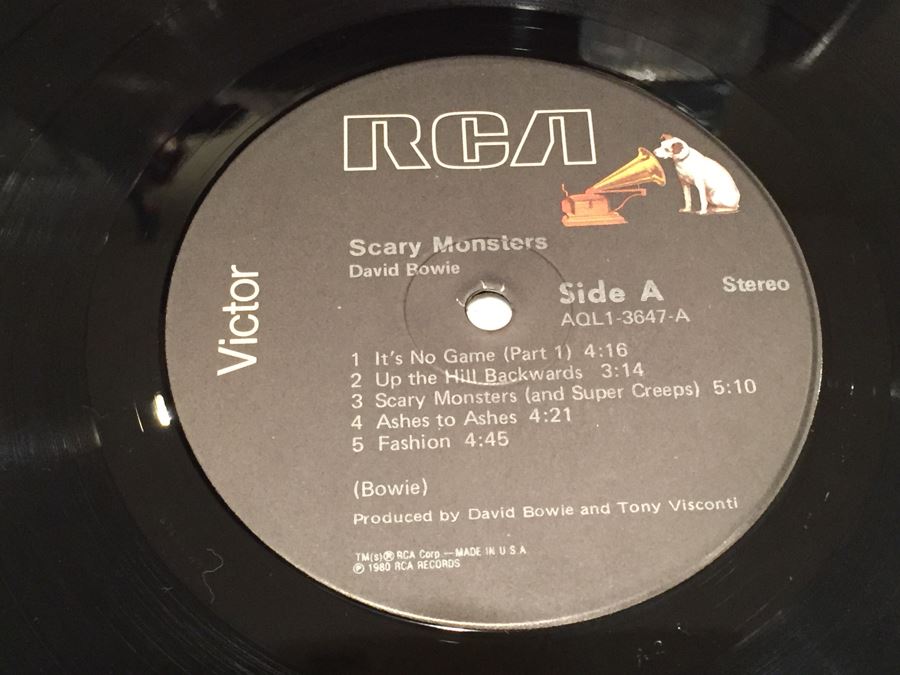 RCA
Victor
Scary Monsters
David Bowie
Side A
Stereo
AQL1-3647-A
1 It's No Game (Part 1) 4:16
2 Up the Hill Backwards 3:14
3 Scary Monsters (and Super Creeps) 5:10
4 Ashes to Ashes 4:21
5 Fashion 4:45
(Bowie)
Produced by David Bowie and Tony Visconti
TM(s)® RCA Corp.—MADE IN U.S.A.
℗ 1980 RCA RECORDS